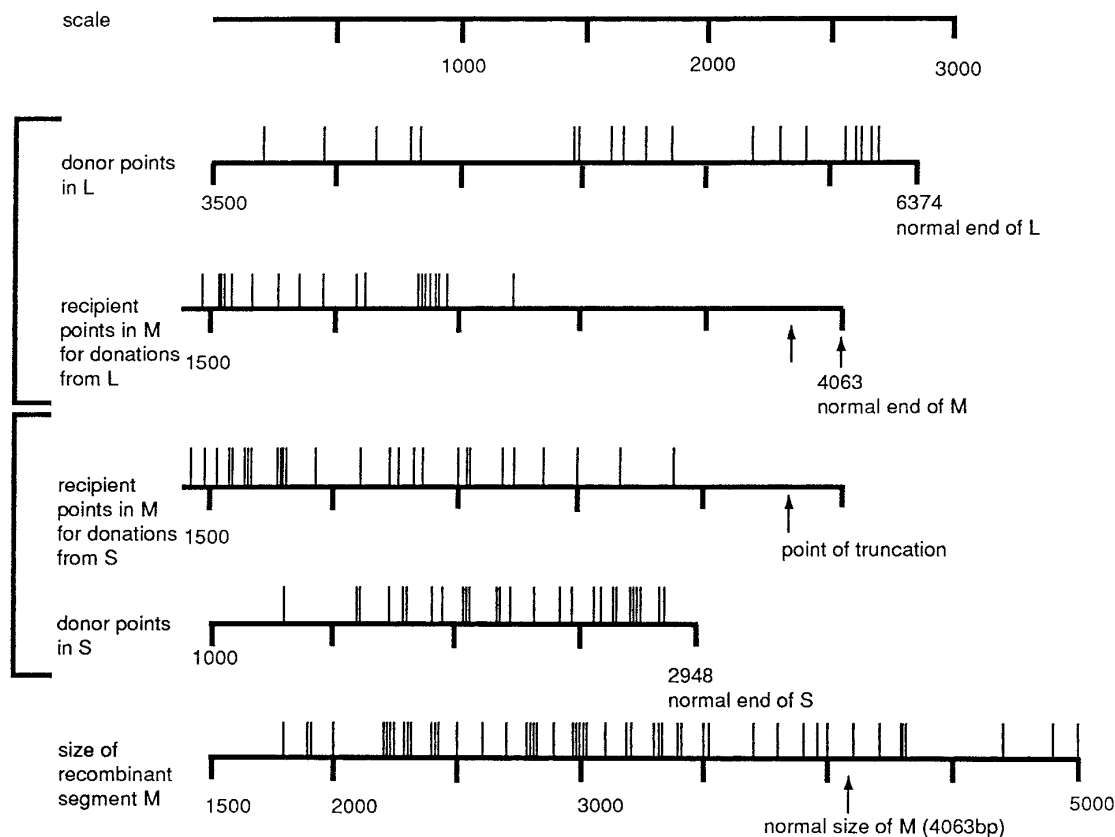 scale
1000
2000
3000
donor points
in L
3500
6374
normal end of L
recipient
points in M
for donations
from L
1500
4063
normal end of M
recipient
points in M
for donations
from S
1500
point of truncation
donor points
in S
1000
2948
normal end of S
size of
recombinant
segment M
1500
2000
3000
5000
normal size of M (4063bp)